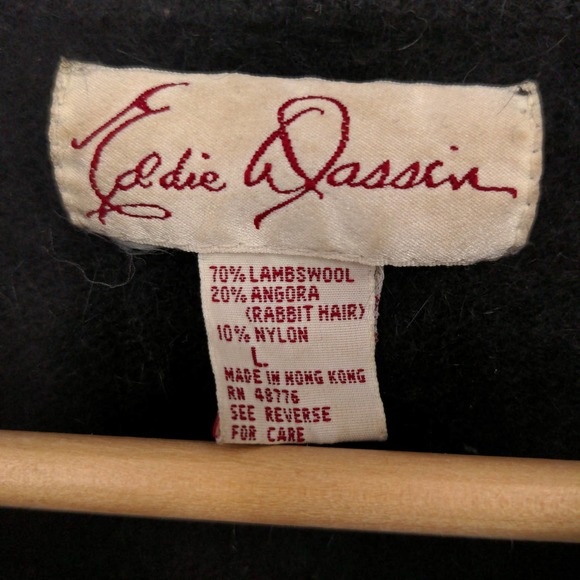 Eddie Wassin
70% LAMBSWOOL
20% ANGORA
(RABBIT HAIR)
10% NYLON
L
MADE IN HONG KONG
RN 48776
SEE REVERSE
FOR CARE